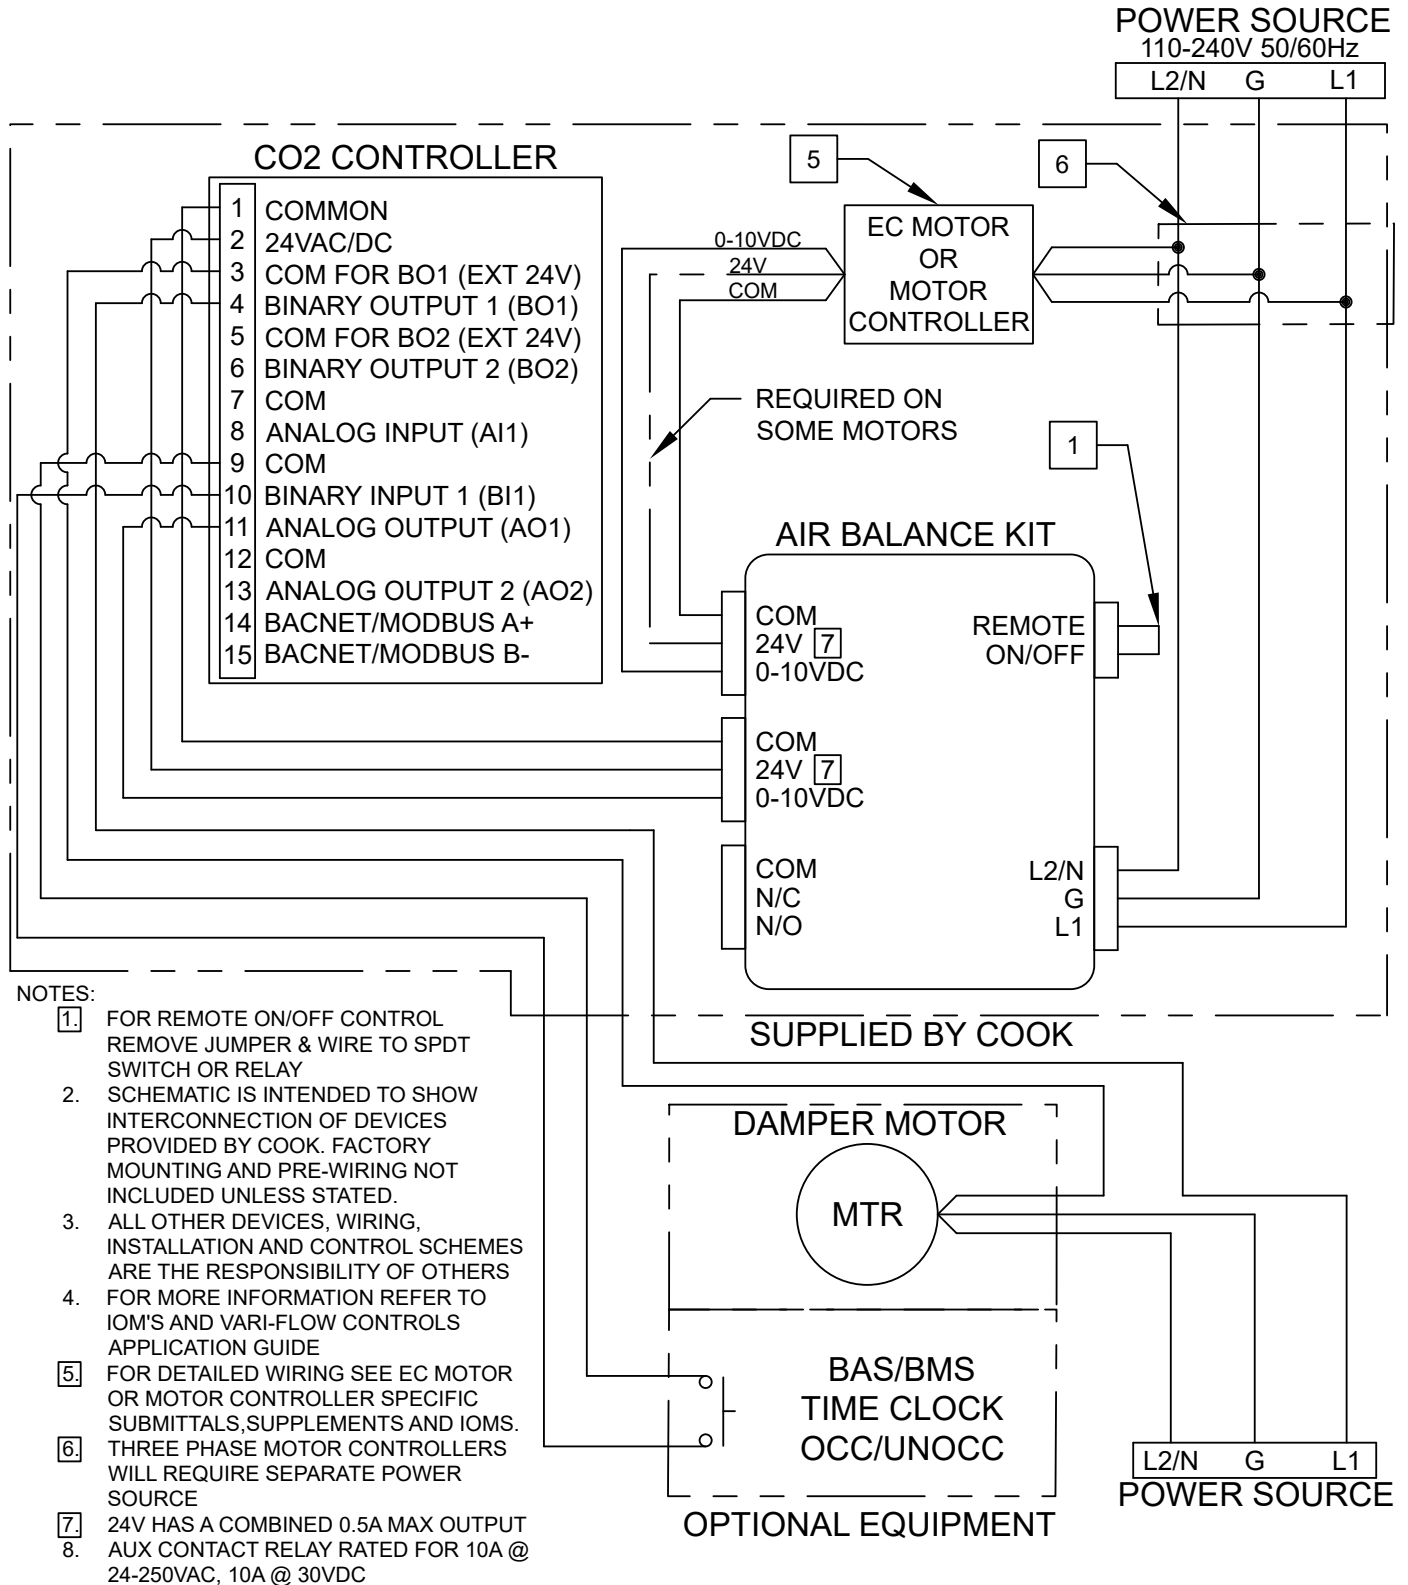 POWER SOURCE
110-240V 50/60Hz
L2/N G L1
CO2 CONTROLLER
1 COMMON
2 24VAC/DC
3 COM FOR BO1 (EXT 24V)
4 BINARY OUTPUT 1 (BO1)
5 COM FOR BO2 (EXT 24V)
6 BINARY OUTPUT 2 (BO2)
7 COM
8 ANALOG INPUT (AI1)
9 COM
10 BINARY INPUT 1 (BI1)
11 ANALOG OUTPUT (AO1)
12 COM
13 ANALOG OUTPUT 2 (AO2)
14 BACNET/MODBUS A+
15 BACNET/MODBUS B-
5
6
0-10VDC
24V
COM
EC MOTOR
OR
MOTOR
CONTROLLER
REQUIRED ON
SOME MOTORS
1
AIR BALANCE KIT
COM
24V 7
0-10VDC
REMOTE
ON/OFF
COM
24V 7
0-10VDC
COM
N/C
N/O
L2/N
G
L1
SUPPLIED BY COOK
NOTES:
1. FOR REMOTE ON/OFF CONTROL
REMOVE JUMPER & WIRE TO SPDT
SWITCH OR RELAY
2. SCHEMATIC IS INTENDED TO SHOW
INTERCONNECTION OF DEVICES
PROVIDED BY COOK. FACTORY
MOUNTING AND PRE-WIRING NOT
INCLUDED UNLESS STATED.
3. ALL OTHER DEVICES, WIRING,
INSTALLATION AND CONTROL SCHEMES
ARE THE RESPONSIBILITY OF OTHERS
4. FOR MORE INFORMATION REFER TO
IOM'S AND VARI-FLOW CONTROLS
APPLICATION GUIDE
5. FOR DETAILED WIRING SEE EC MOTOR
OR MOTOR CONTROLLER SPECIFIC
SUBMITTALS,SUPPLEMENTS AND IOMS.
6. THREE PHASE MOTOR CONTROLLERS
WILL REQUIRE SEPARATE POWER
SOURCE
7. 24V HAS A COMBINED 0.5A MAX OUTPUT
8. AUX CONTACT RELAY RATED FOR 10A @
24-250VAC, 10A @ 30VDC
DAMPER MOTOR
MTR
BAS/BMS
TIME CLOCK
OCC/UNOCC
OPTIONAL EQUIPMENT
L2/N G L1
POWER SOURCE